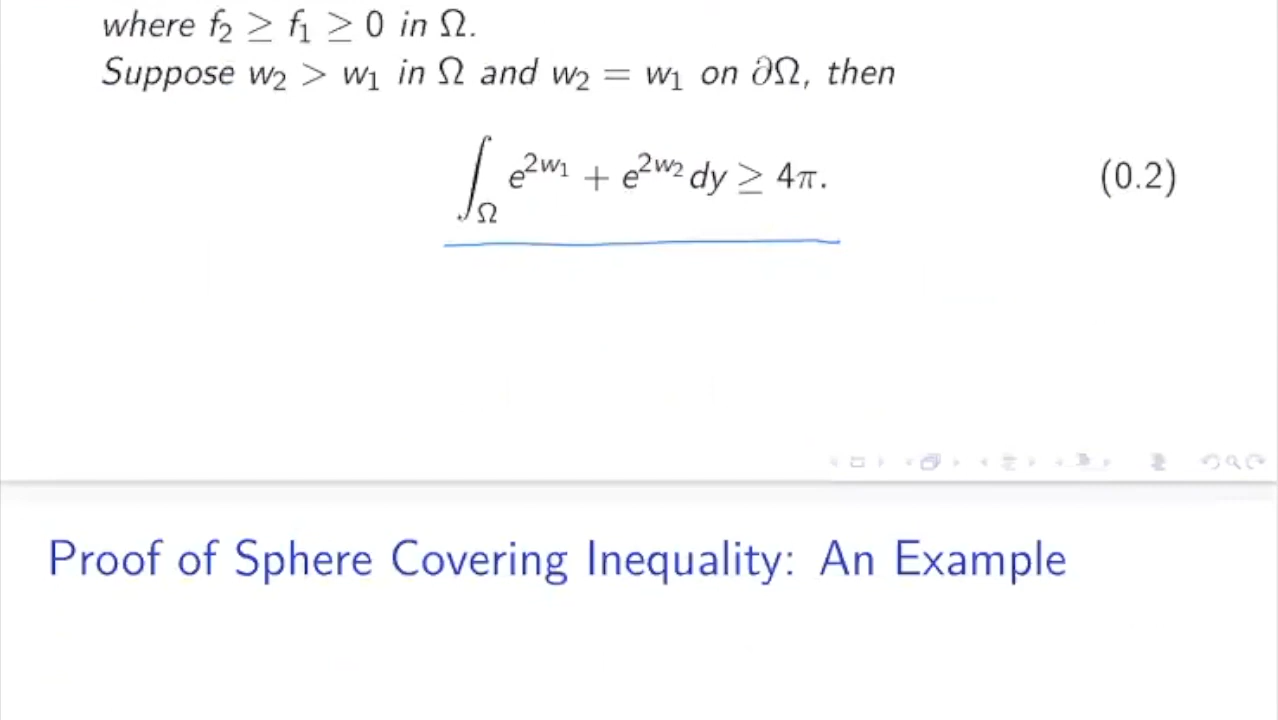 where f₂ ≥ f₁ ≥ 0 in Ω.
Suppose w₂ > w₁ in Ω and w₂ = w₁ on ∂Ω, then
∫_Ω e^{2w₁} + e^{2w₂} dy ≥ 4π. (0.2)
Proof of Sphere Covering Inequality: An Example